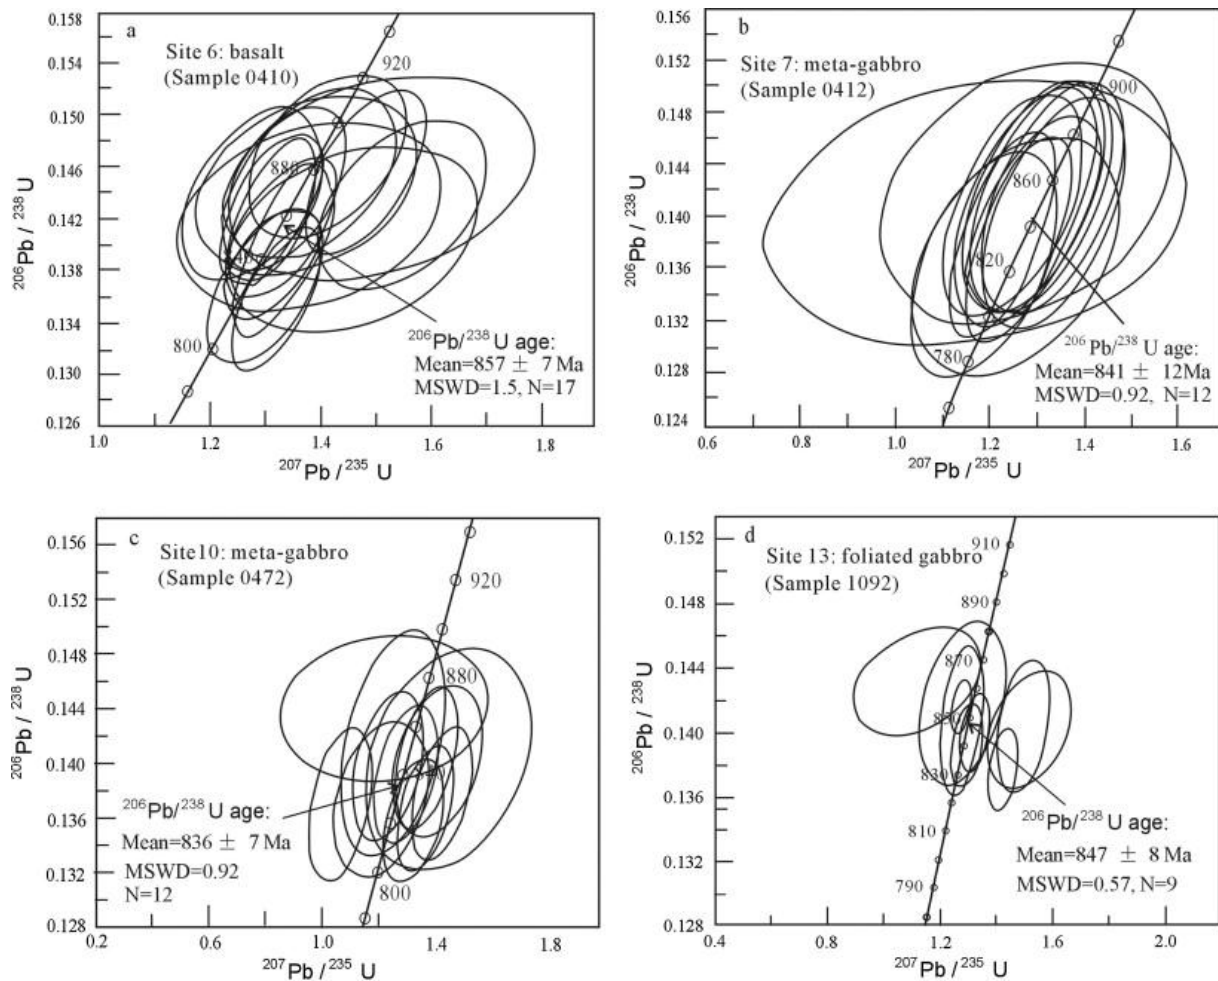 a
Site 6: basalt
(Sample 0410)
0.158
0.154
0.150
0.146
0.142
0.138
0.134
0.130
0.126
920
880
800
206Pb/238U age:
Mean=857 ± 7 Ma
MSWD=1.5, N=17
1.0
1.2
1.4
1.6
1.8
206Pb / 238U
207Pb / 235 U
b
Site 7: meta-gabbro
(Sample 0412)
0.156
0.152
0.148
0.144
0.140
0.136
0.132
0.128
0.124
900
860
820
780
206Pb/238U age:
Mean=841 ± 12Ma
MSWD=0.92, N=12
0.6
0.8
1.0
1.2
1.4
1.6
206Pb / 238U
207Pb / 235 U
c
Site10: meta-gabbro
(Sample 0472)
0.156
0.152
0.148
0.144
0.140
0.136
0.132
0.128
920
880
800
206Pb/238U age:
Mean=836 ± 7 Ma
MSWD=0.92
N=12
0.2
0.6
1.0
1.4
1.8
206Pb / 238U
207Pb / 235 U
d
Site 13: foliated gabbro
(Sample 1092)
0.152
0.148
0.144
0.140
0.136
0.132
0.128
910
890
870
830
810
790
206Pb/238U age:
Mean=847 ± 8 Ma
MSWD=0.57, N=9
0.4
0.8
1.2
1.6
2.0
206Pb / 238U
207Pb / 235 U